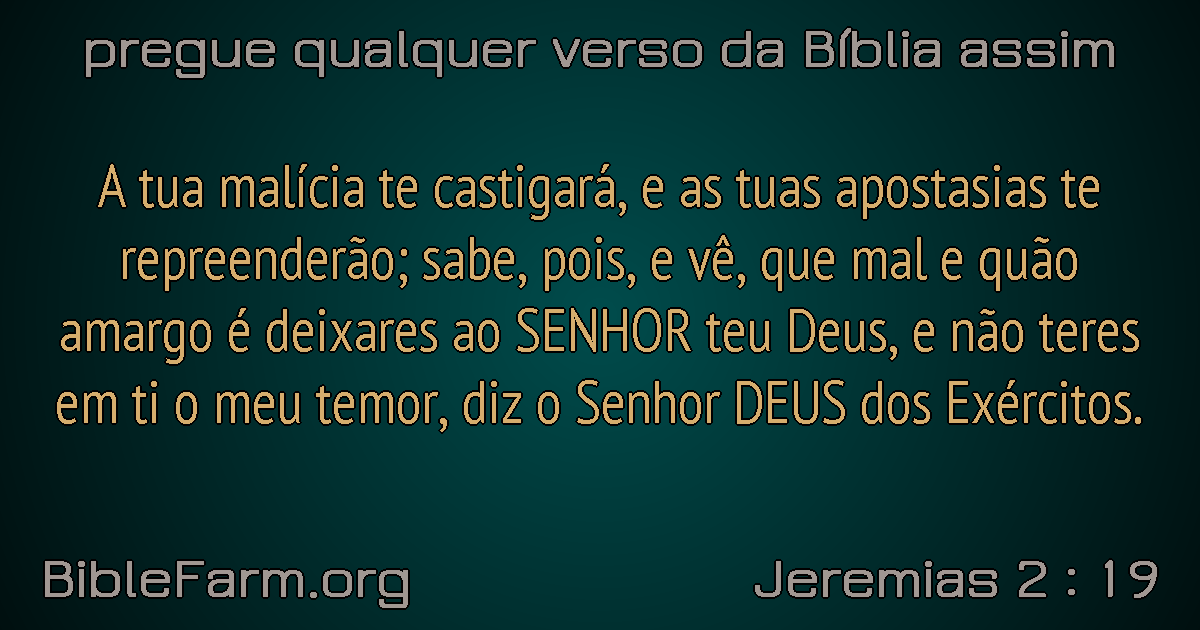 pregue qualquer verso da Bíblia assim
A tua malícia te castigará, e as tuas apostasias te
repreenderão; sabe, pois, e vê, que mal e quão
amargo é deixares ao SENHOR teu Deus, e não teres
em ti o meu temor, diz o Senhor DEUS dos Exércitos.
BibleFarm.org
Jeremias 2 : 19